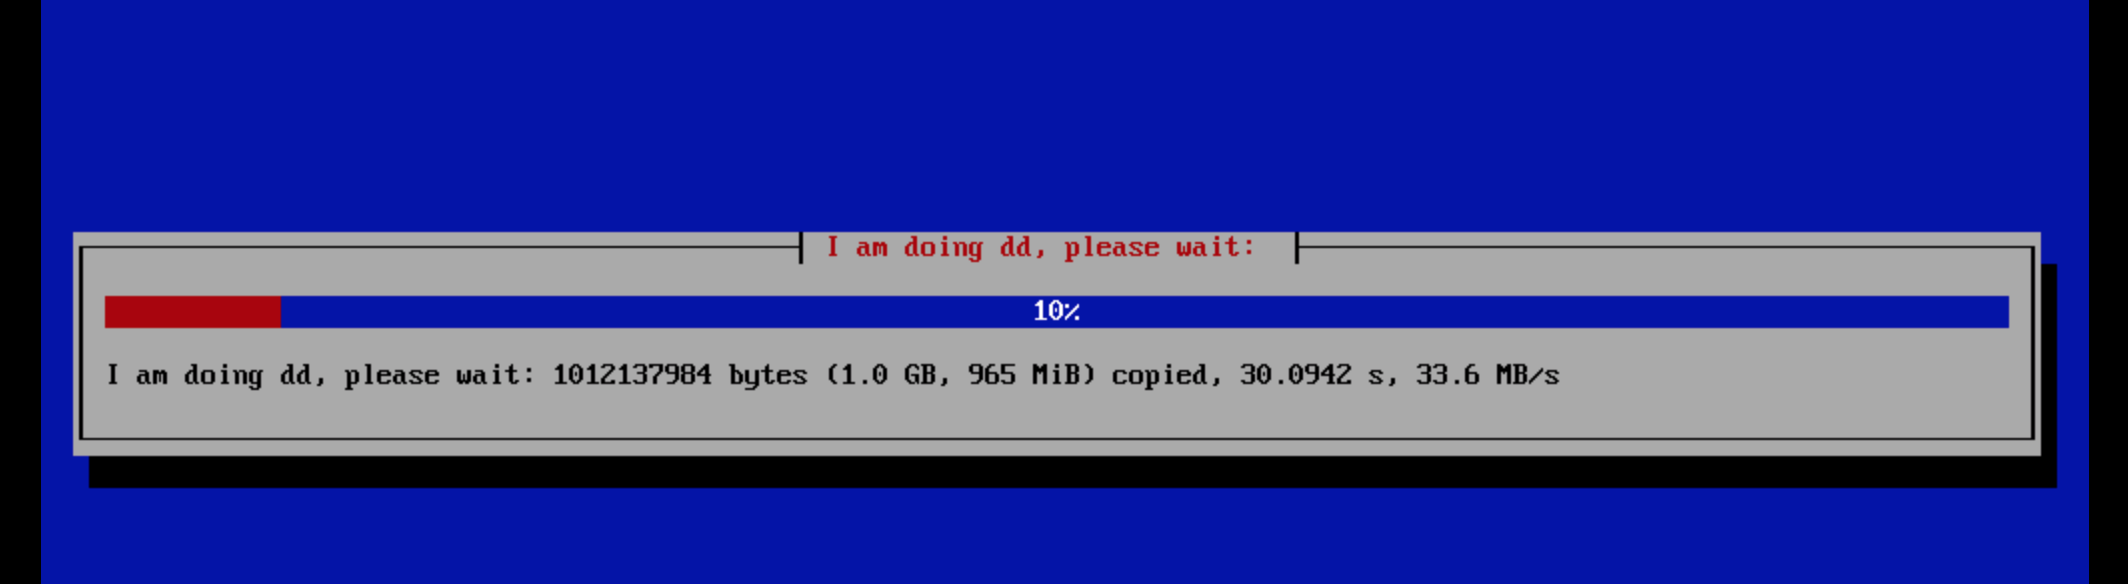 I am doing dd, please wait:
10%
I am doing dd, please wait: 1012137984 bytes (1.0 GB, 965 MiB) copied, 30.0942 s, 33.6 MB/s